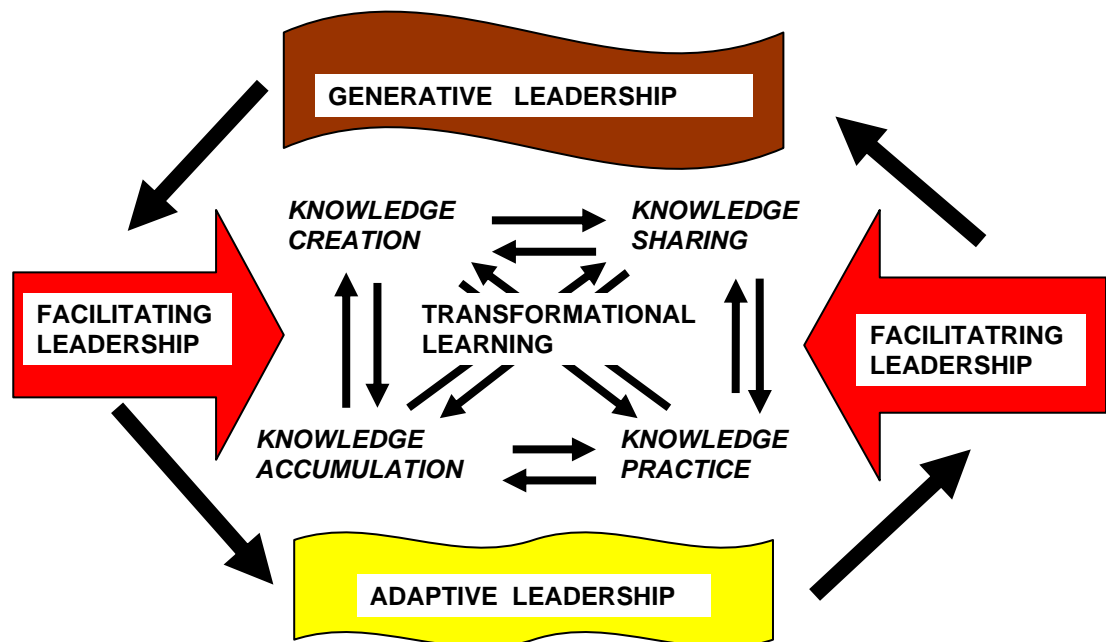 GENERATIVE LEADERSHIP
KNOWLEDGE
CREATION
KNOWLEDGE
SHARING
FACILITATING
LEADERSHIP
TRANSFORMATIONAL
LEARNING
FACILITATRING
LEADERSHIP
KNOWLEDGE
ACCUMULATION
KNOWLEDGE
PRACTICE
ADAPTIVE LEADERSHIP